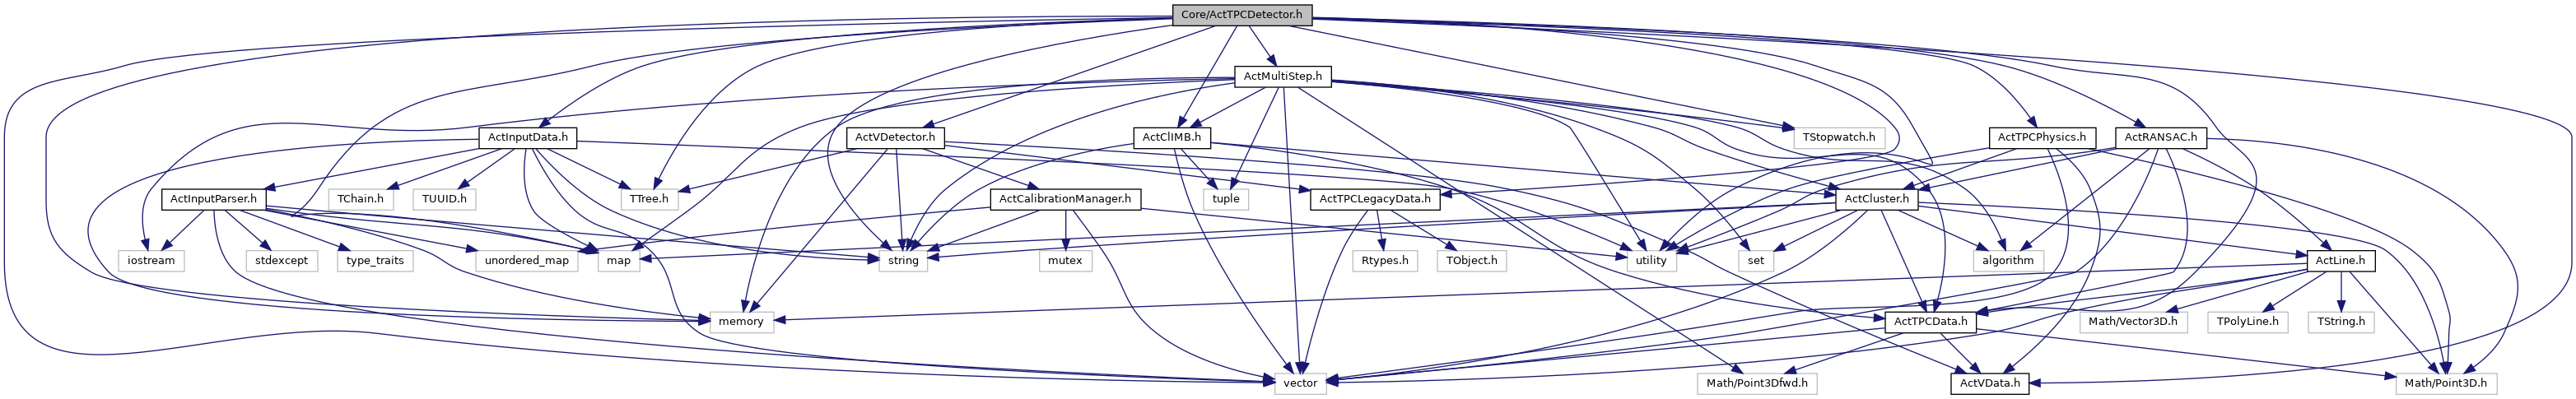 Core/ActTPCDetector.h
ActMultiStep.h
ActInputData.h
ActVDetector.h
ActClIMB.h
TStopwatch.h
ActTPCPhysics.h
ActRANSAC.h
ActInputParser.h
TChain.h
TUUID.h
TTree.h
ActCalibrationManager.h
tuple
ActTPCLegacyData.h
ActCluster.h
iostream
stdexcept
type_traits
unordered_map
map
string
mutex
Rtypes.h
TObject.h
utility
set
algorithm
ActLine.h
memory
ActTPCData.h
Math/Vector3D.h
TPolyLine.h
TString.h
vector
Math/Point3Dfwd.h
ActVData.h
Math/Point3D.h